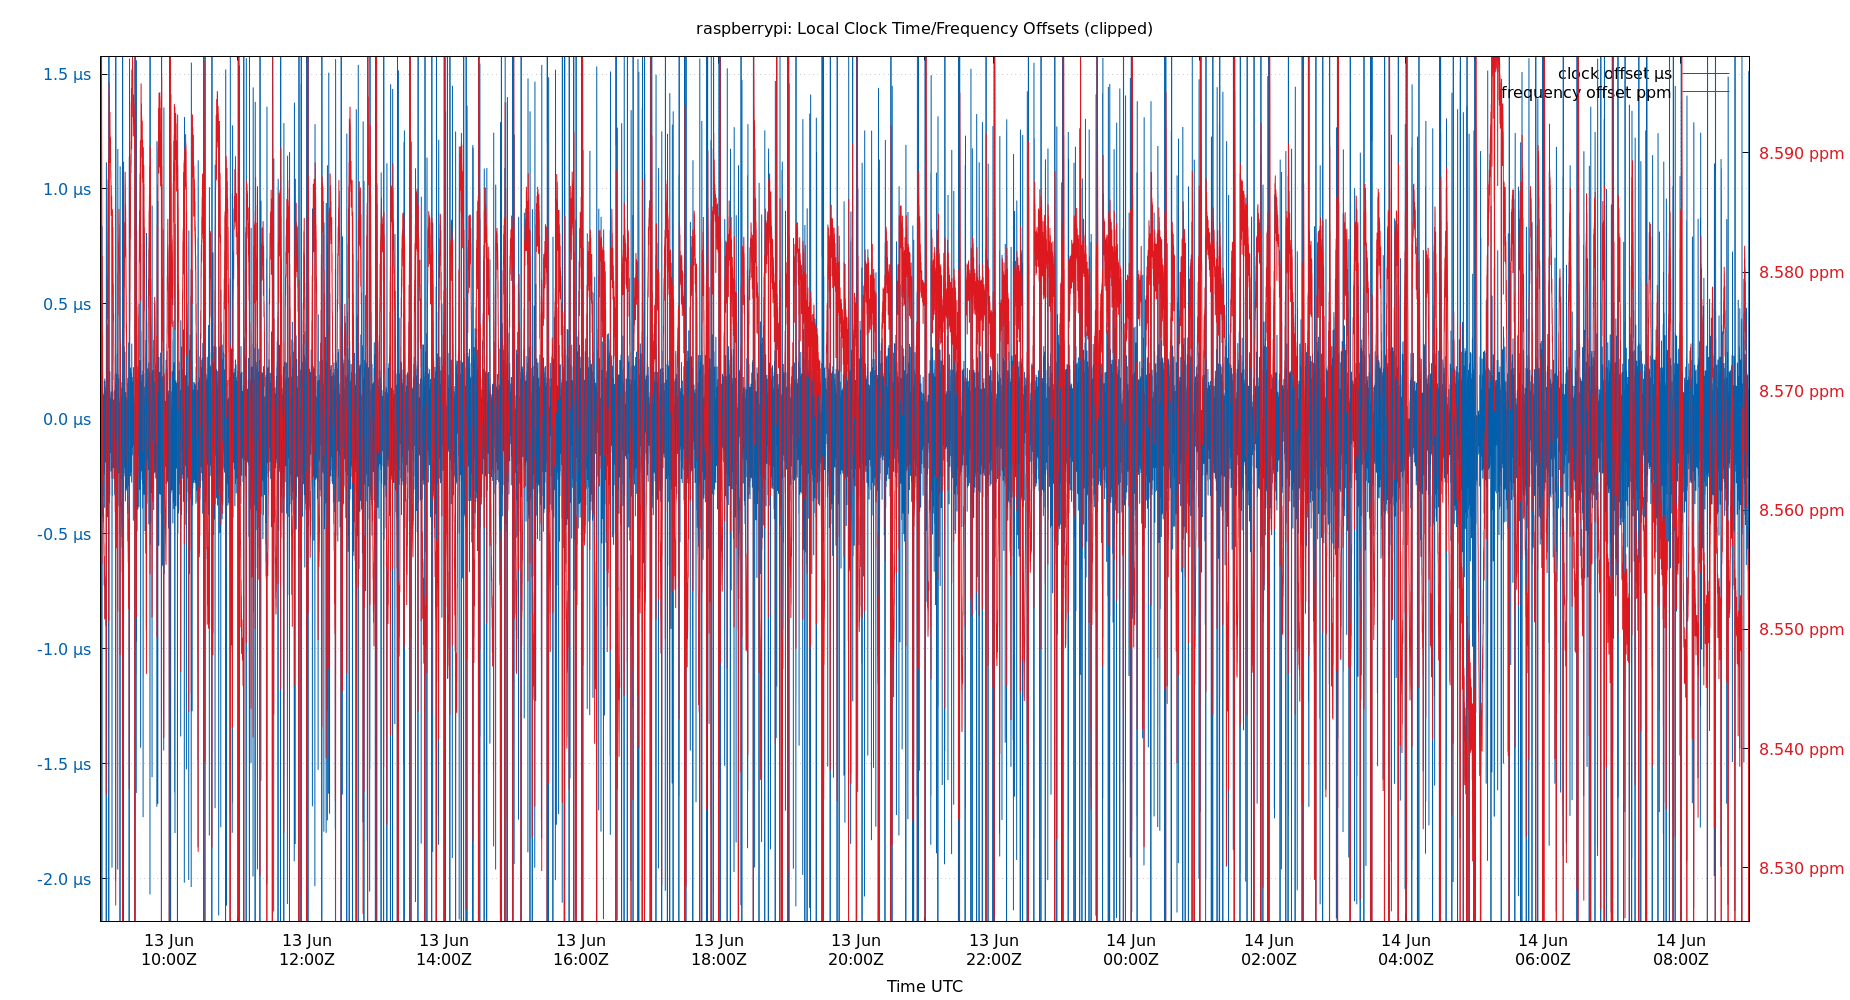 raspberrypi: Local Clock Time/Frequency Offsets (clipped)
clock offset µs
frequency offset ppm
1.5 µs
1.0 µs
0.5 µs
0.0 µs
-0.5 µs
-1.0 µs
-1.5 µs
-2.0 µs
8.590 ppm
8.580 ppm
8.570 ppm
8.560 ppm
8.550 ppm
8.540 ppm
8.530 ppm
13 Jun
10:00Z
13 Jun
12:00Z
13 Jun
14:00Z
13 Jun
16:00Z
13 Jun
18:00Z
13 Jun
20:00Z
13 Jun
22:00Z
14 Jun
00:00Z
14 Jun
02:00Z
14 Jun
04:00Z
14 Jun
06:00Z
14 Jun
08:00Z
Time UTC